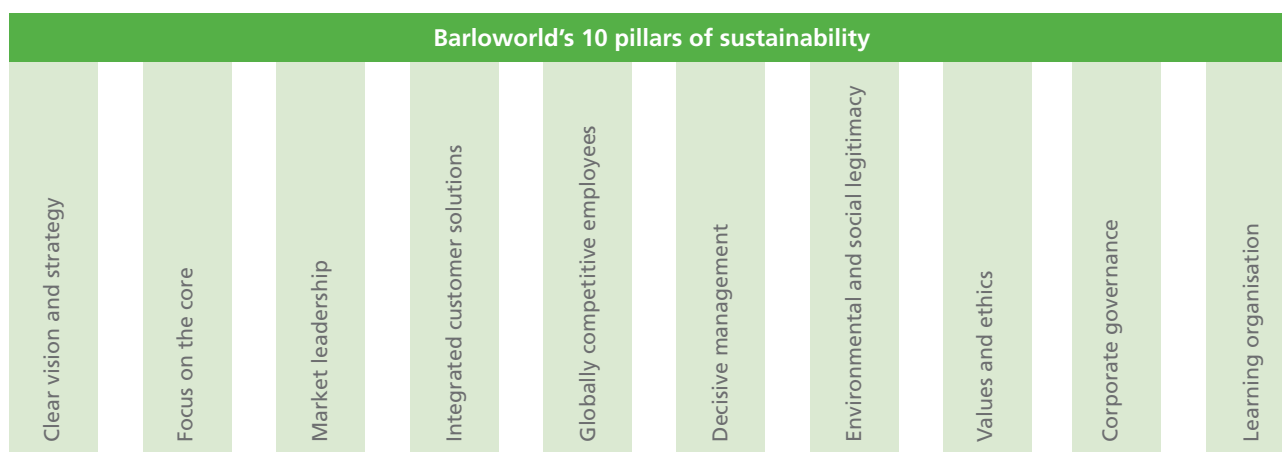 Barloworld’s 10 pillars of sustainability
Clear vision and strategy
Focus on the core
Market leadership
Integrated customer solutions
Globally competitive employees
Decisive management
Environmental and social legitimacy
Values and ethics
Corporate governance
Learning organisation